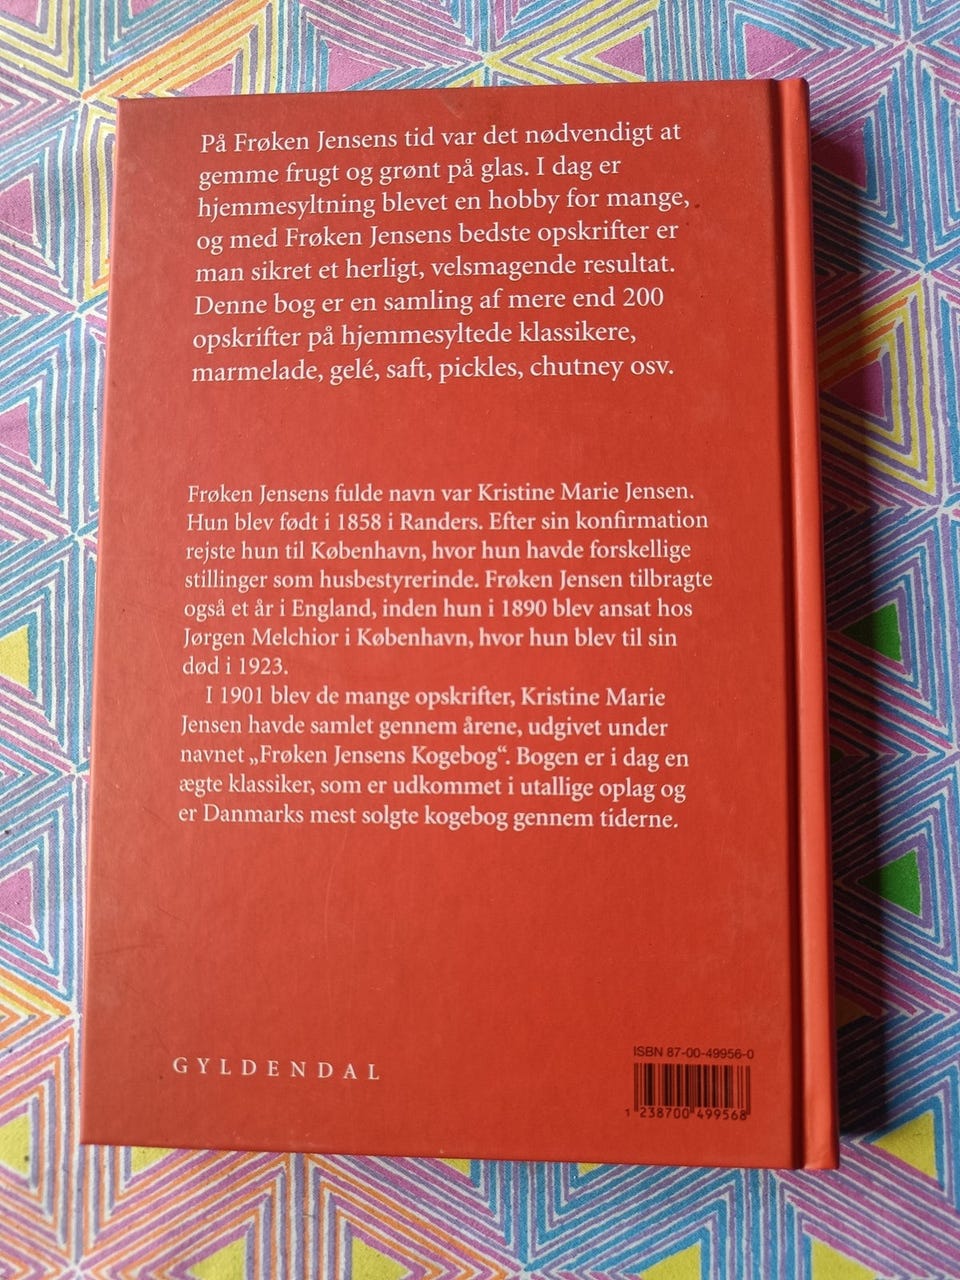 På Frøken Jensens tid var det nødvendigt at
gemme frugt og grønt på glas. I dag er
hjemmesyltning blevet en hobby for mange,
og med Frøken Jensens bedste opskrifter er
man sikret et herligt, velsmagende resultat.
Denne bog er en samling af mere end 200
opskrifter på hjemmesyltede klassikere,
marmelade, gelé, saft, pickles, chutney osv.
Frøken Jensens fulde navn var Kristine Marie Jensen.
Hun blev født i 1858 i Randers. Efter sin konfirmation
rejste hun til København, hvor hun havde forskellige
stillinger som husbestyrerinde. Frøken Jensen tilbragte
også et år i England, inden hun i 1890 blev ansat hos
Jørgen Melchior i København, hvor hun blev til sin
død i 1923.
I 1901 blev de mange opskrifter, Kristine Marie
Jensen havde samlet gennem årene, udgivet under
navnet „Frøken Jensens Kogebog“. Bogen er i dag en
ægte klassiker, som er udkommet i utallige oplag og
er Danmarks mest solgte kogebog gennem tiderne.
GYLDENDAL
ISBN 87-00-49956-0
1 238700 499568